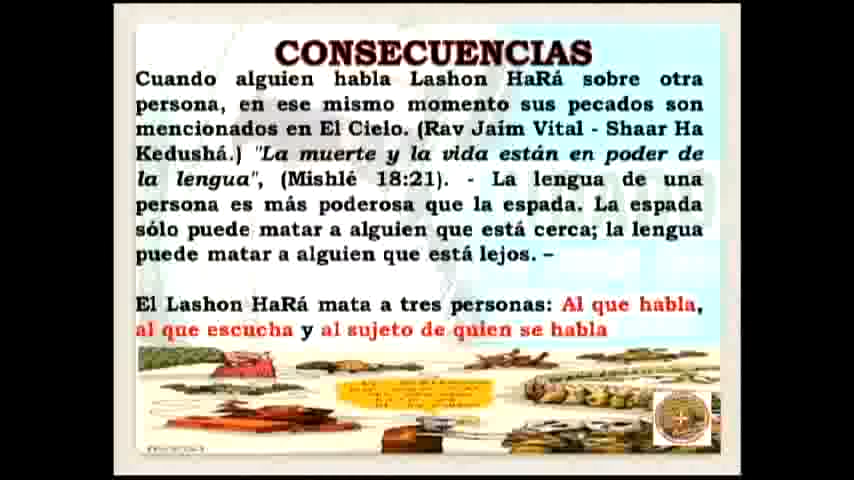 CONSECUENCIAS
Cuando alguien habla Lashon HaRá sobre otra
persona, en ese mismo momento sus pecados son
mencionados en El Cielo. (Rav Jaim Vital - Shaar Ha
Kedushá.) "La muerte y la vida están en poder de
la lengua", (Mishlé 18:21). - La lengua de una
persona es más poderosa que la espada. La espada
sólo puede matar a alguien que está cerca; la lengua
puede matar a alguien que está lejos. –
El Lashon HaRá mata a tres personas: Al que habla,
al que escucha y al sujeto de quien se habla